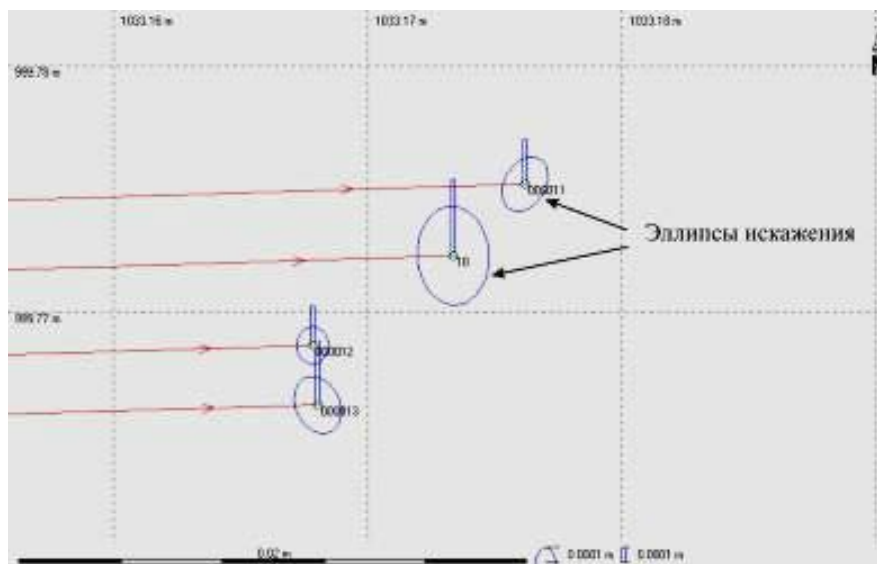 1033.16 m
1033.17 m
1033.18 m
999.78 m
000011
Эллипсы искажения
10
999.77 m
000012
000013
0.02 m
0.0001 m
0.0001 m